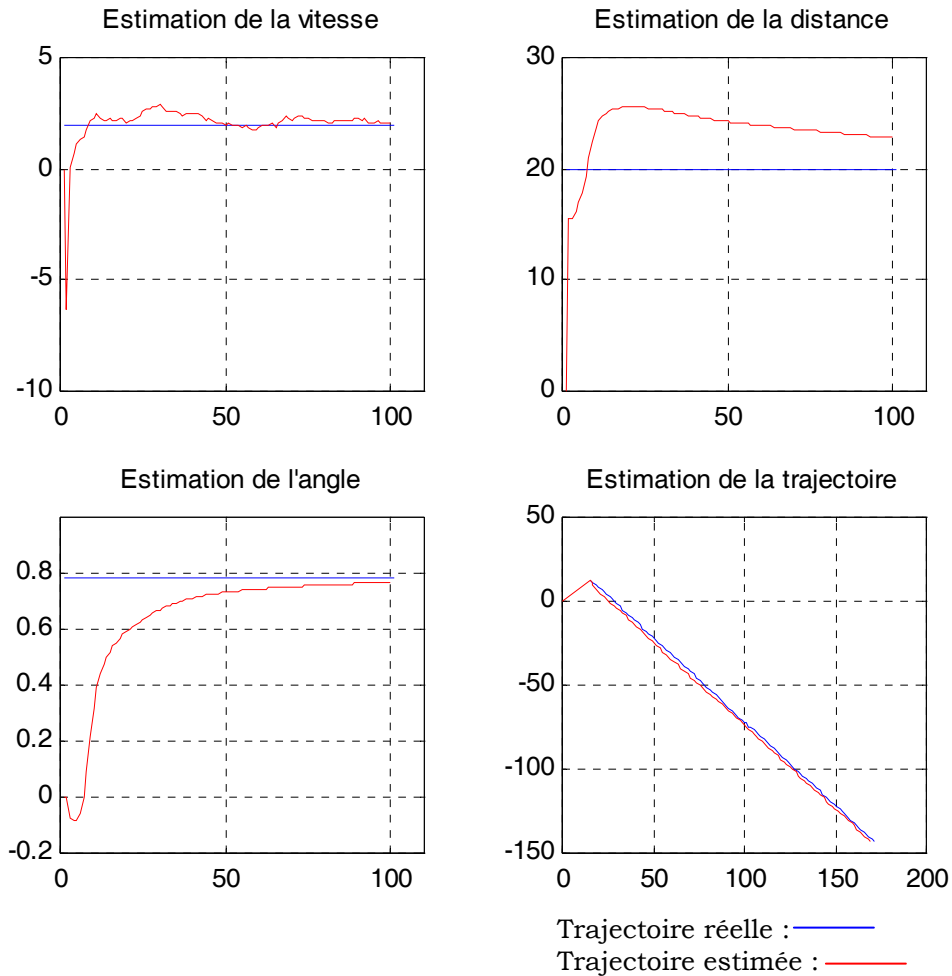 Estimation de la vitesse
5
0
-5
-10
0 50 100
Estimation de la distance
30
20
10
0
0 50 100
Estimation de l'angle
0.8
0.6
0.4
0.2
0
-0.2
0 50 100
Estimation de la trajectoire
50
0
-50
-100
-150
0 50 100 150 200
Trajectoire réelle :
Trajectoire estimée :